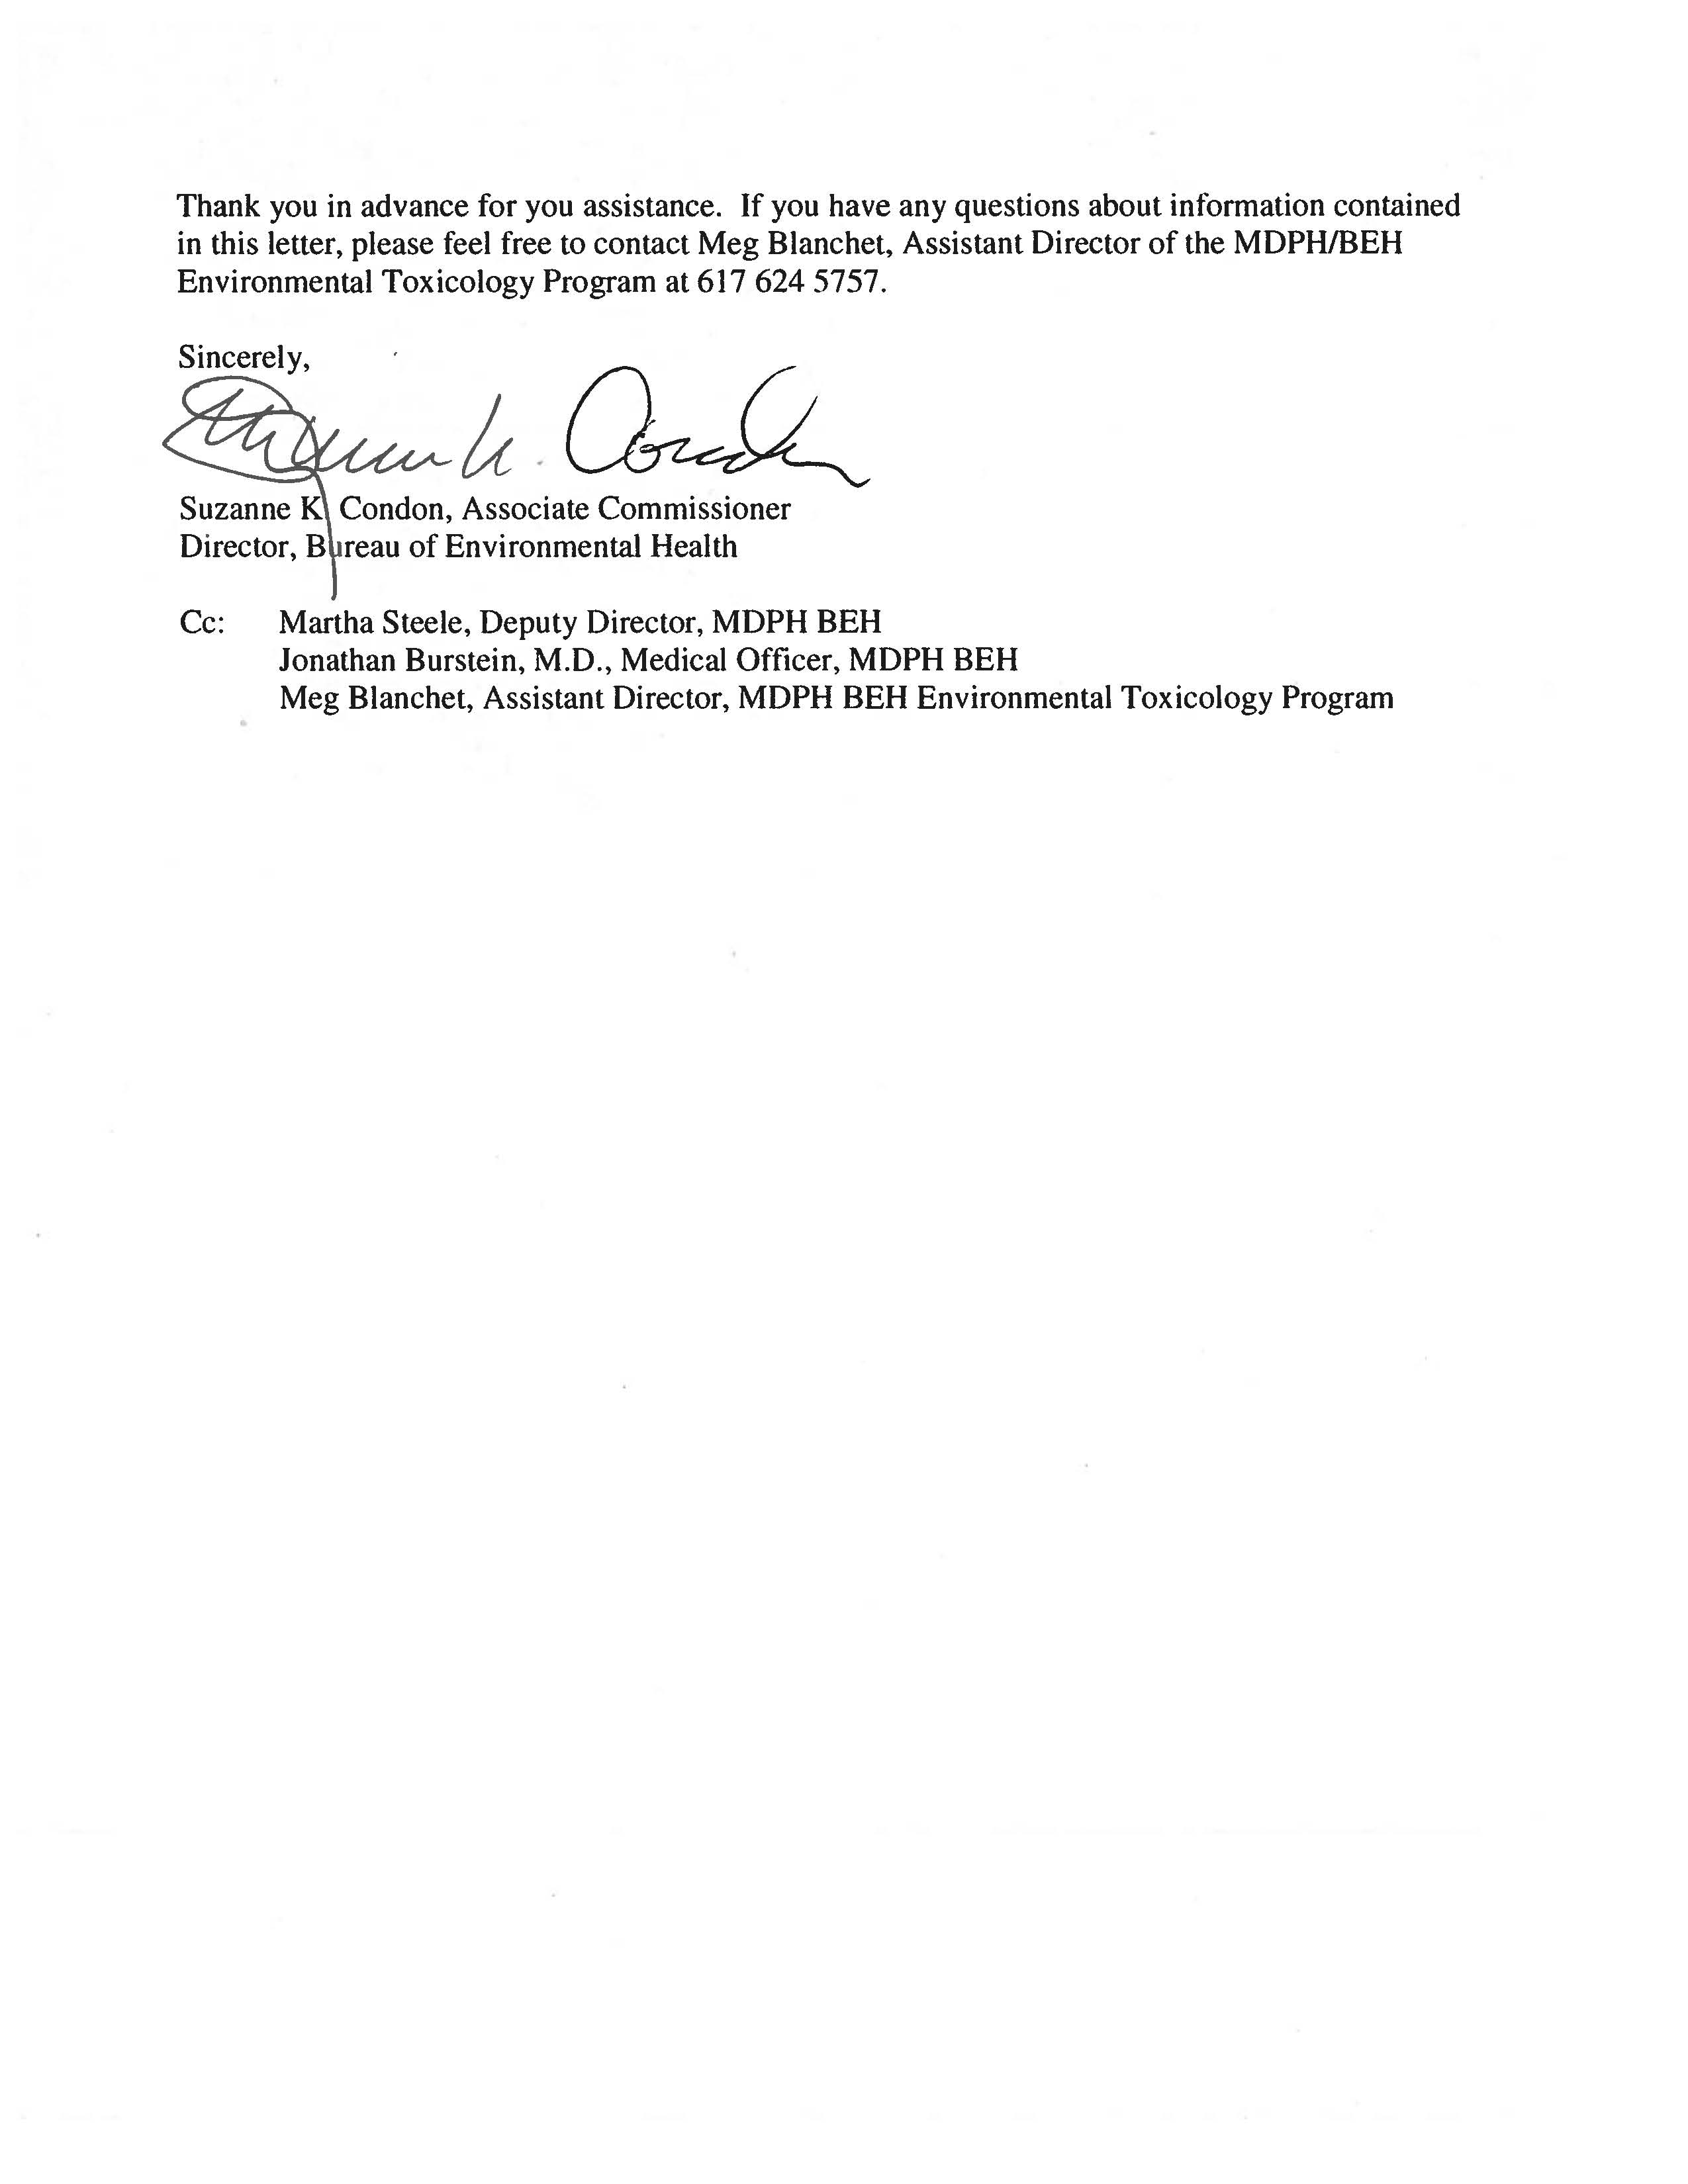 Thank you in advance for you assistance.  If you have any questions about information contained
in this letter, please feel free to contact Meg Blanchet, Assistant Director of the MDPH/BEH
Environmental Toxicology Program at 617 624 5757.
Sincerely,
Suzanne K. Condon
Suzanne K. Condon, Associate Commissioner
Director, Bureau of Environmental Health
Cc: Martha Steele, Deputy Director, MDPH BEH
Jonathan Burstein, M.D., Medical Officer, MDPH BEH
Meg Blanchet, Assistant Director, MDPH BEH Environmental Toxicology Program